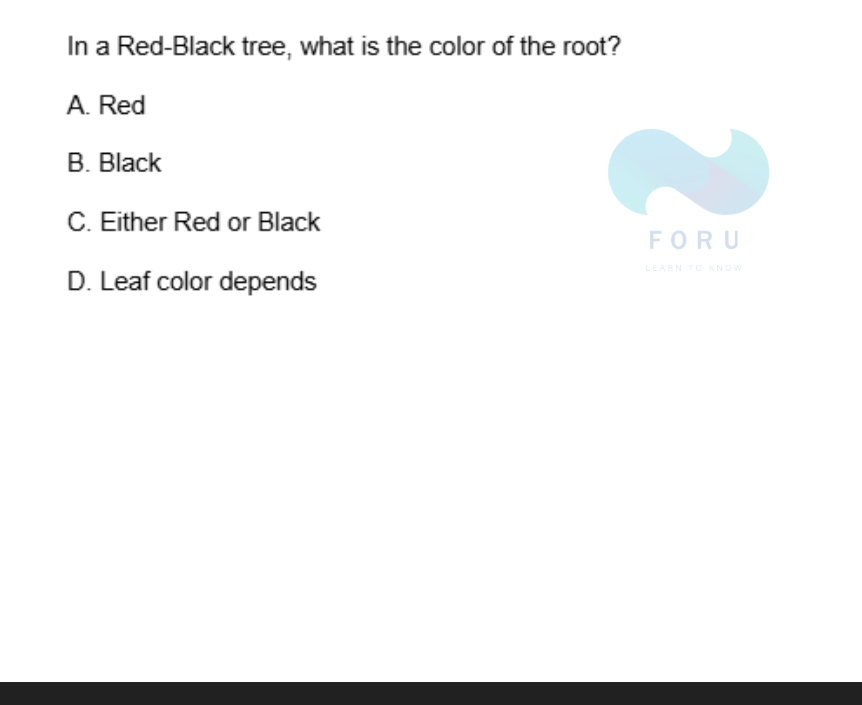 In a Red-Black tree, what is the color of the root?
A. Red
B. Black
C. Either Red or Black
D. Leaf color depends
FORU
LEARN TO KNOW